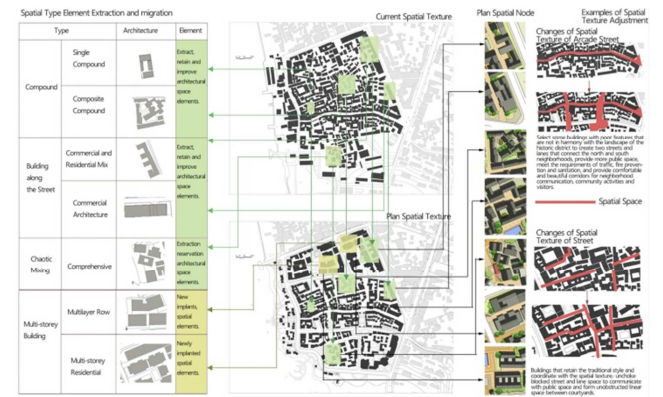 Spatial Type Element Extraction and migration
Type
Architecture
Element
Compound
Single
Compound
Extract,
retain and
improve
architectural
space
elements.
Composite
Compound
Building
along
the Street
Commercial and
Residential Mix
Extract,
retain and
improve
architectural
space
elements.
Commercial
Architecture
Chaotic
Mixing
Comprehensive
Extraction
reservation
architectural
space
elements.
Multi-storey
Building
Multilayer Row
New
implants,
spatial
elements.
Multi-storey
Residential
Newly
implanted
spatial
elements.
Current Spatial Texture
Plan Spatial Texture
Plan Spatial Node
Examples of Spatial
Texture Adjustment
Changes of Spatial
Texture of Arcade Street
Select some buildings with poor features that
are not in harmony with the landscape of the
historic district to create two streets and
lanes that connect the north and south
neighborhoods, provide more public space,
meet the requirements of traffic, fire preven-
tion and sanitation, and provide comfortable
and beautiful corridors for neighborhood
communication, community activities and
visitors.
Spatial Space
Changes of Spatial
Texture of Street
Buildings that retain the traditional style and
coordinate with the spatial texture, unchoke
blocked street and lane space to communicate
with public space and form unobstructed linear
space between courtyards.